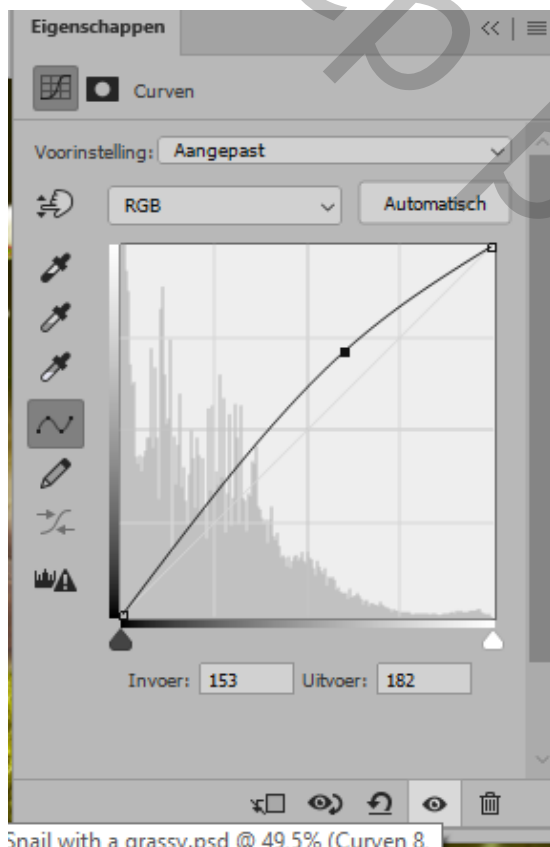 Eigenschappen
Curven
Voorinstelling: Aangepast
RGB Automatisch
Invoer: 153 Uitvoer: 182
Snail with a grassy.psd @ 49,5% (Curven 8